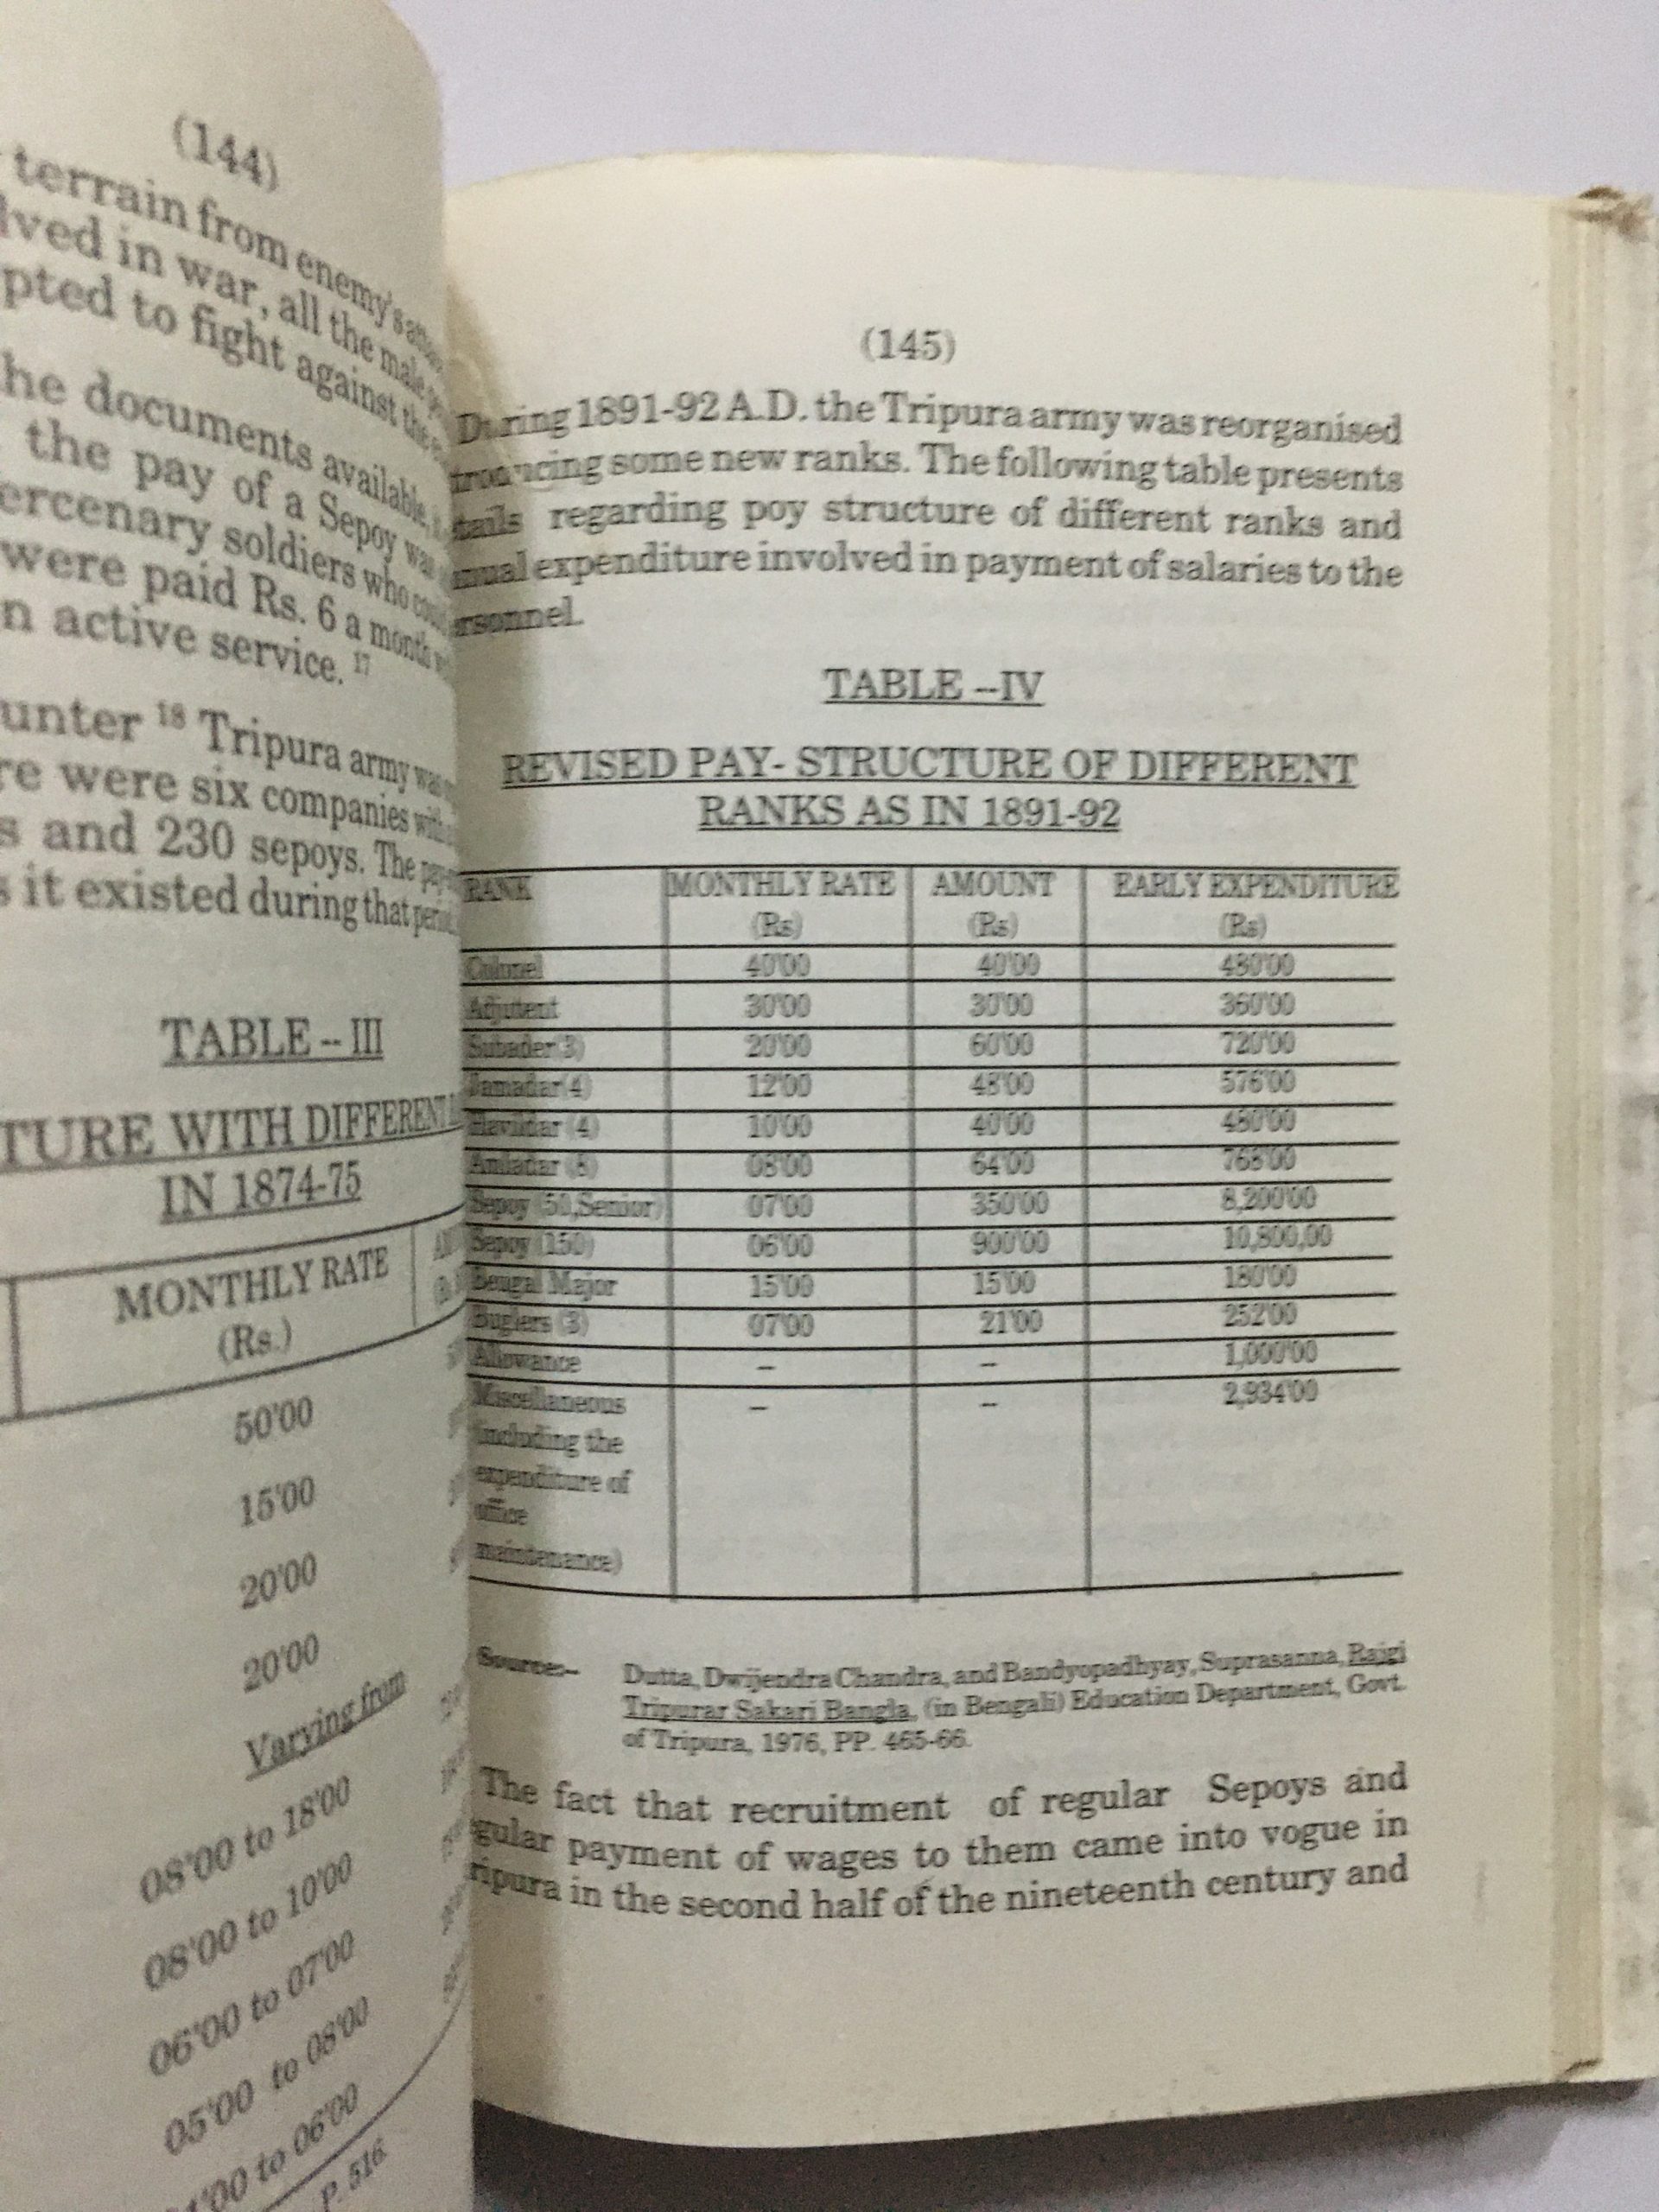 (144)
terrain from enemy's
lved in war, all the male
pted to fight against the
he documents available,
the pay of a Sepoy was
ercenary soldiers who
were paid Rs. 6 a month
n active service. 17
unter 18 Tripura army was
re were six companies with
s and 230 sepoys. The
s it existed during that
TABLE – III
TURE WITH DIFFERENT
IN 1874-75
MONTHLY RATE
(Rs.)
50'00
15'00
20'00
20'00
Varying from
08'00 to 18'00
08'00 to 10'00
06'00 to 07'00
05'00 to 08'00
'00 to 06'00
P. 516
(145)
During 1891-92 A.D. the Tripura army was reorganised
troducing some new ranks. The following table presents
tails regarding poy structure of different ranks and
nnual expenditure involved in payment of salaries to the
ersonnel.
TABLE --IV
REVISED PAY- STRUCTURE OF DIFFERENT
RANKS AS IN 1891-92
RANK MONTHLY RATE AMOUNT EARLY EXPENDITURE
(Rs) (Rs) (Rs)
Colonel 40'00 40'00 480'00
Adjutent 30'00 30'00 360'00
Subader(3) 20'00 60'00 720'00
Jamadar(4) 12'00 48'00 576'00
Havildar (4) 10'00 40'00 480'00
Amladar (8) 08'00 64'00 768'00
Sepoy (50,Senior) 07'00 350'00 8,200'00
Sepoy (150) 06'00 900'00 10,800,00
Beugal Major 15'00 15'00 180'00
Buglers (3) 07'00 21'00 252'00
Allowance – – 1,000'00
Miscellaneous – – 2,934'00
(including the
expenditure of
office
maintenance)
Source:– Dutta, Dwijendra Chandra, and Bandyopadhyay, Suprasanna, Rajgi
Tripurar Sakari Bangla, (in Bengali) Education Department, Govt.
of Tripura, 1976, PP. 465-66.
The fact that recruitment of regular Sepoys and
gular payment of wages to them came into vogue in
ripura in the second half of the nineteenth century and